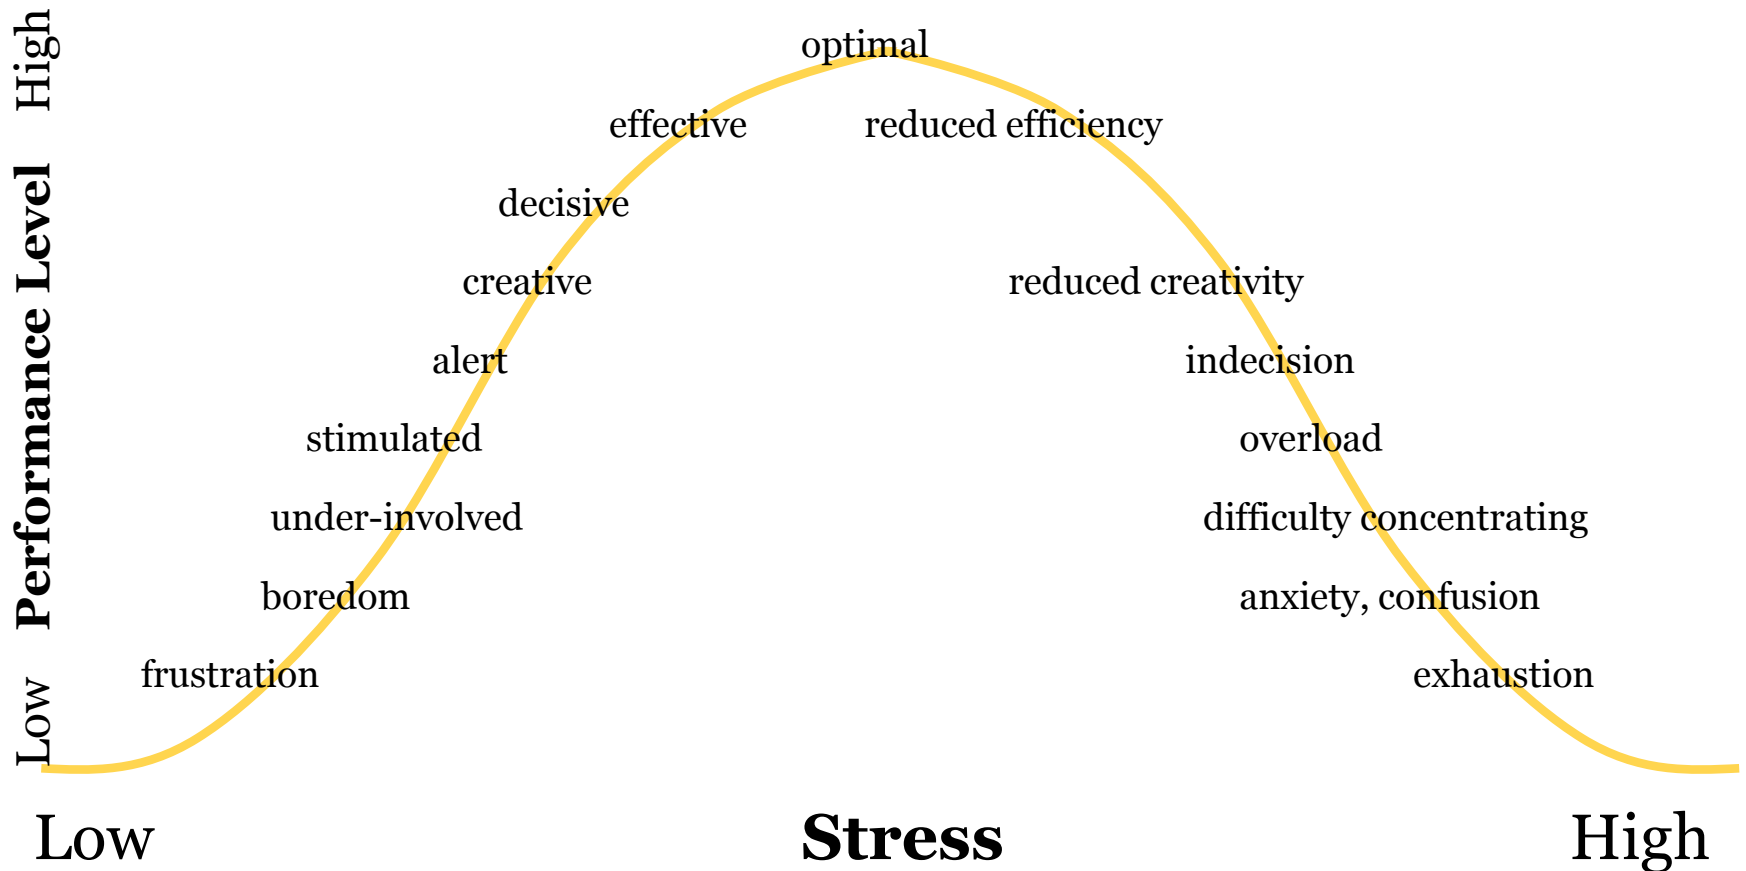 High
Performance Level
Low
optimal
effective
reduced efficiency
decisive
creative
reduced creativity
alert
indecision
stimulated
overload
under-involved
difficulty concentrating
boredom
anxiety, confusion
frustration
exhaustion
Low
Stress
High